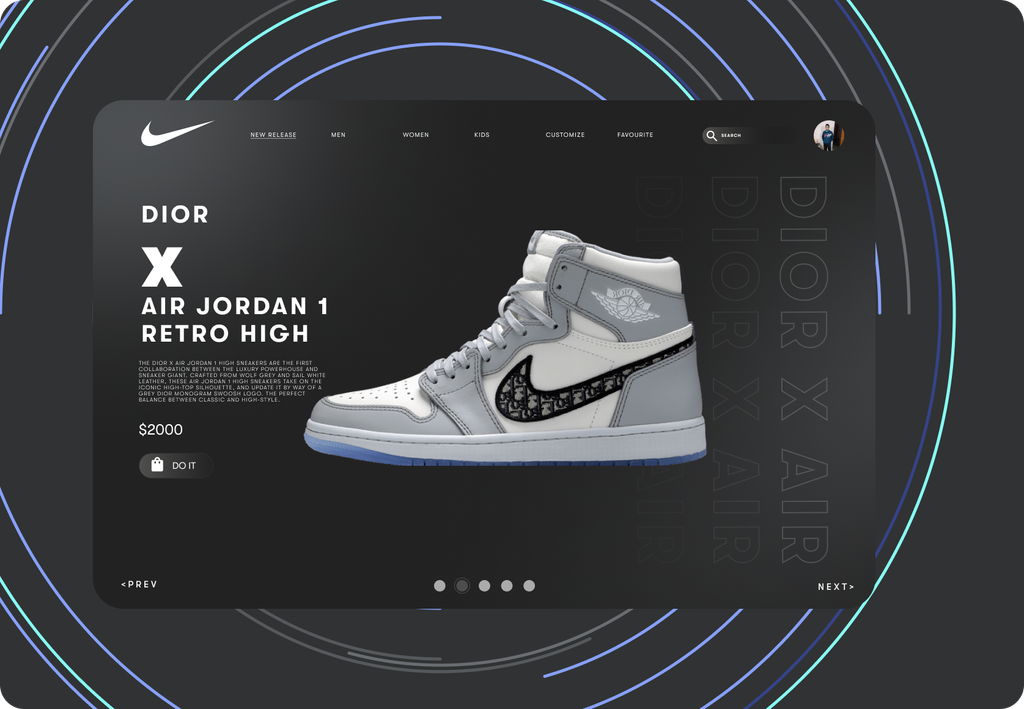 NEW RELEASE
MEN
WOMEN
KIDS
CUSTOMIZE
FAVOURITE
SEARCH
DIOR
X
AIR JORDAN 1
RETRO HIGH
THE DIOR X AIR JORDAN 1 HIGH SNEAKERS ARE THE FIRST
COLLABORATION BETWEEN THE LUXURY POWERHOUSE AND
SNEAKER GIANT. CRAFTED FROM WOLF GREY AND SAIL WHITE
LEATHER, THESE AIR JORDAN 1 HIGH SNEAKERS TAKE ON THE
ICONIC HIGH-TOP SILHOUETTE, AND UPDATE IT BY WAY OF A
GREY DIOR MONOGRAM SWOOSH LOGO. THE PERFECT
BALANCE BETWEEN CLASSIC AND HIGH-STYLE.
$2000
DO IT
DIOR X AIR
DIOR X AIR
DIOR X AIR
<PREV
NEXT>